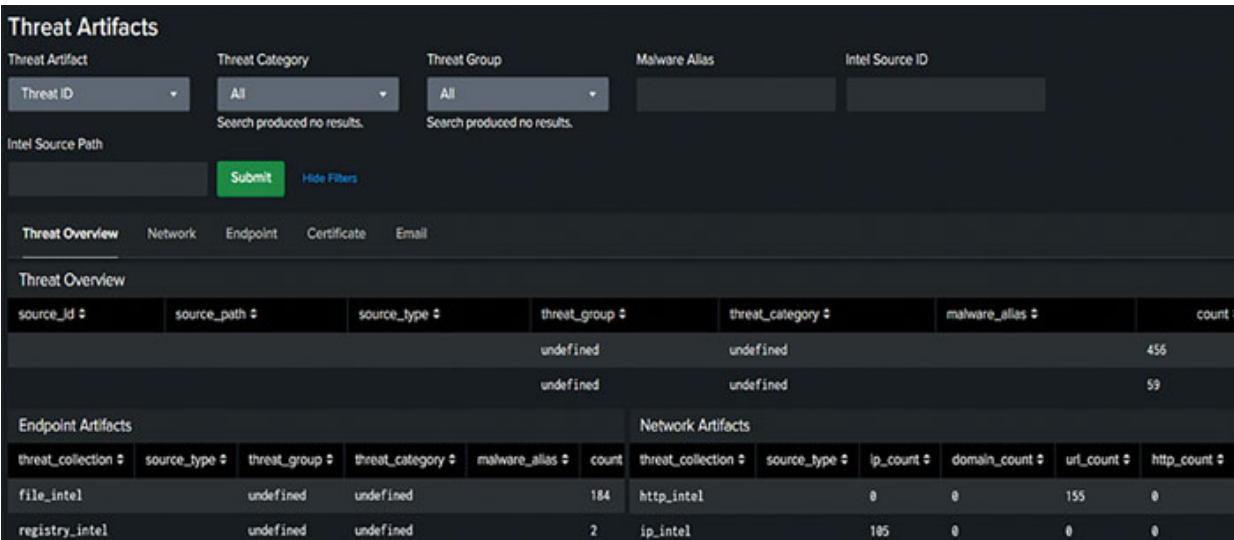 Threat Artifacts
Threat Artifact Threat Category Threat Group Malware Alias Intel Source ID
Threat ID All All
Search produced no results. Search produced no results.
Intel Source Path
Submit Hide Filters
Threat Overview Network Endpoint Certificate Email
Threat Overview
source_id source_path source_type threat_group threat_category malware_alias count
undefined undefined 456
undefined undefined 59
Endpoint Artifacts Network Artifacts
threat_collection source_type threat_group threat_category malware_alias count threat_collection source_type ip_count domain_count url_count http_count
file_intel undefined undefined 184 http_intel 0 0 155 0
registry_intel undefined undefined 2 ip_intel 105 0 0 0